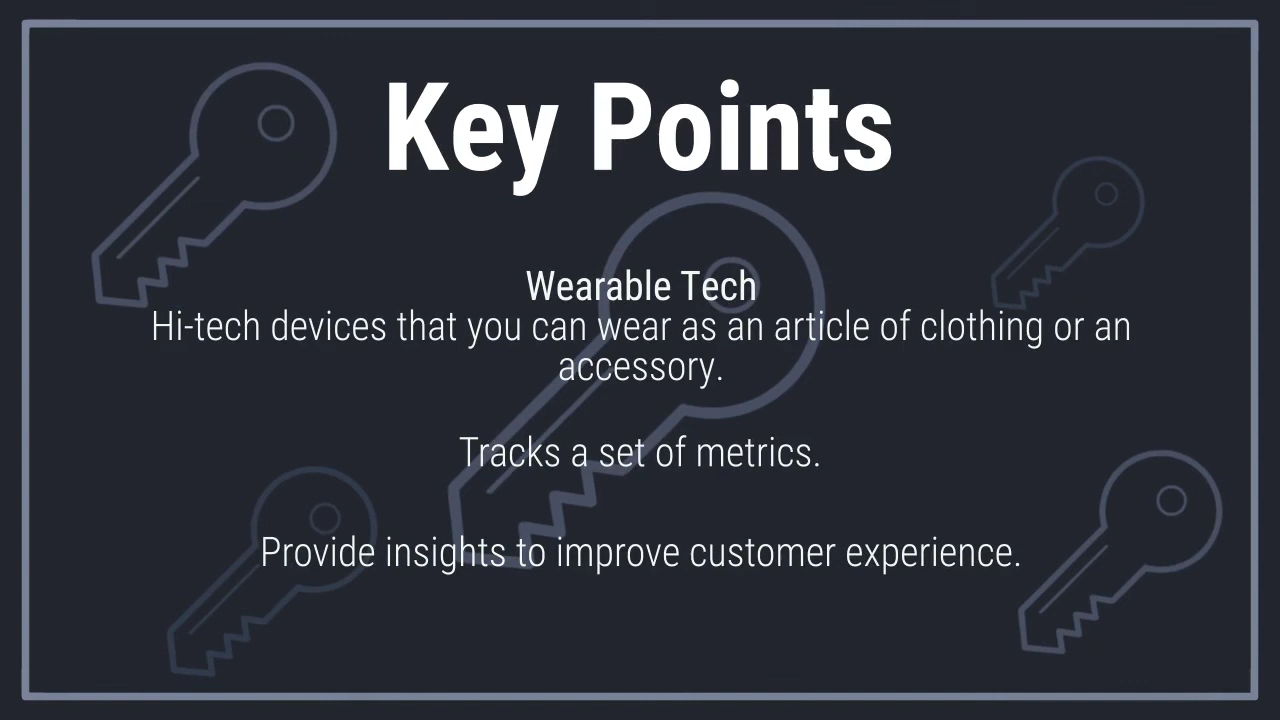 Key Points
Wearable Tech
Hi-tech devices that you can wear as an article of clothing or an
accessory.
Tracks a set of metrics.
Provide insights to improve customer experience.